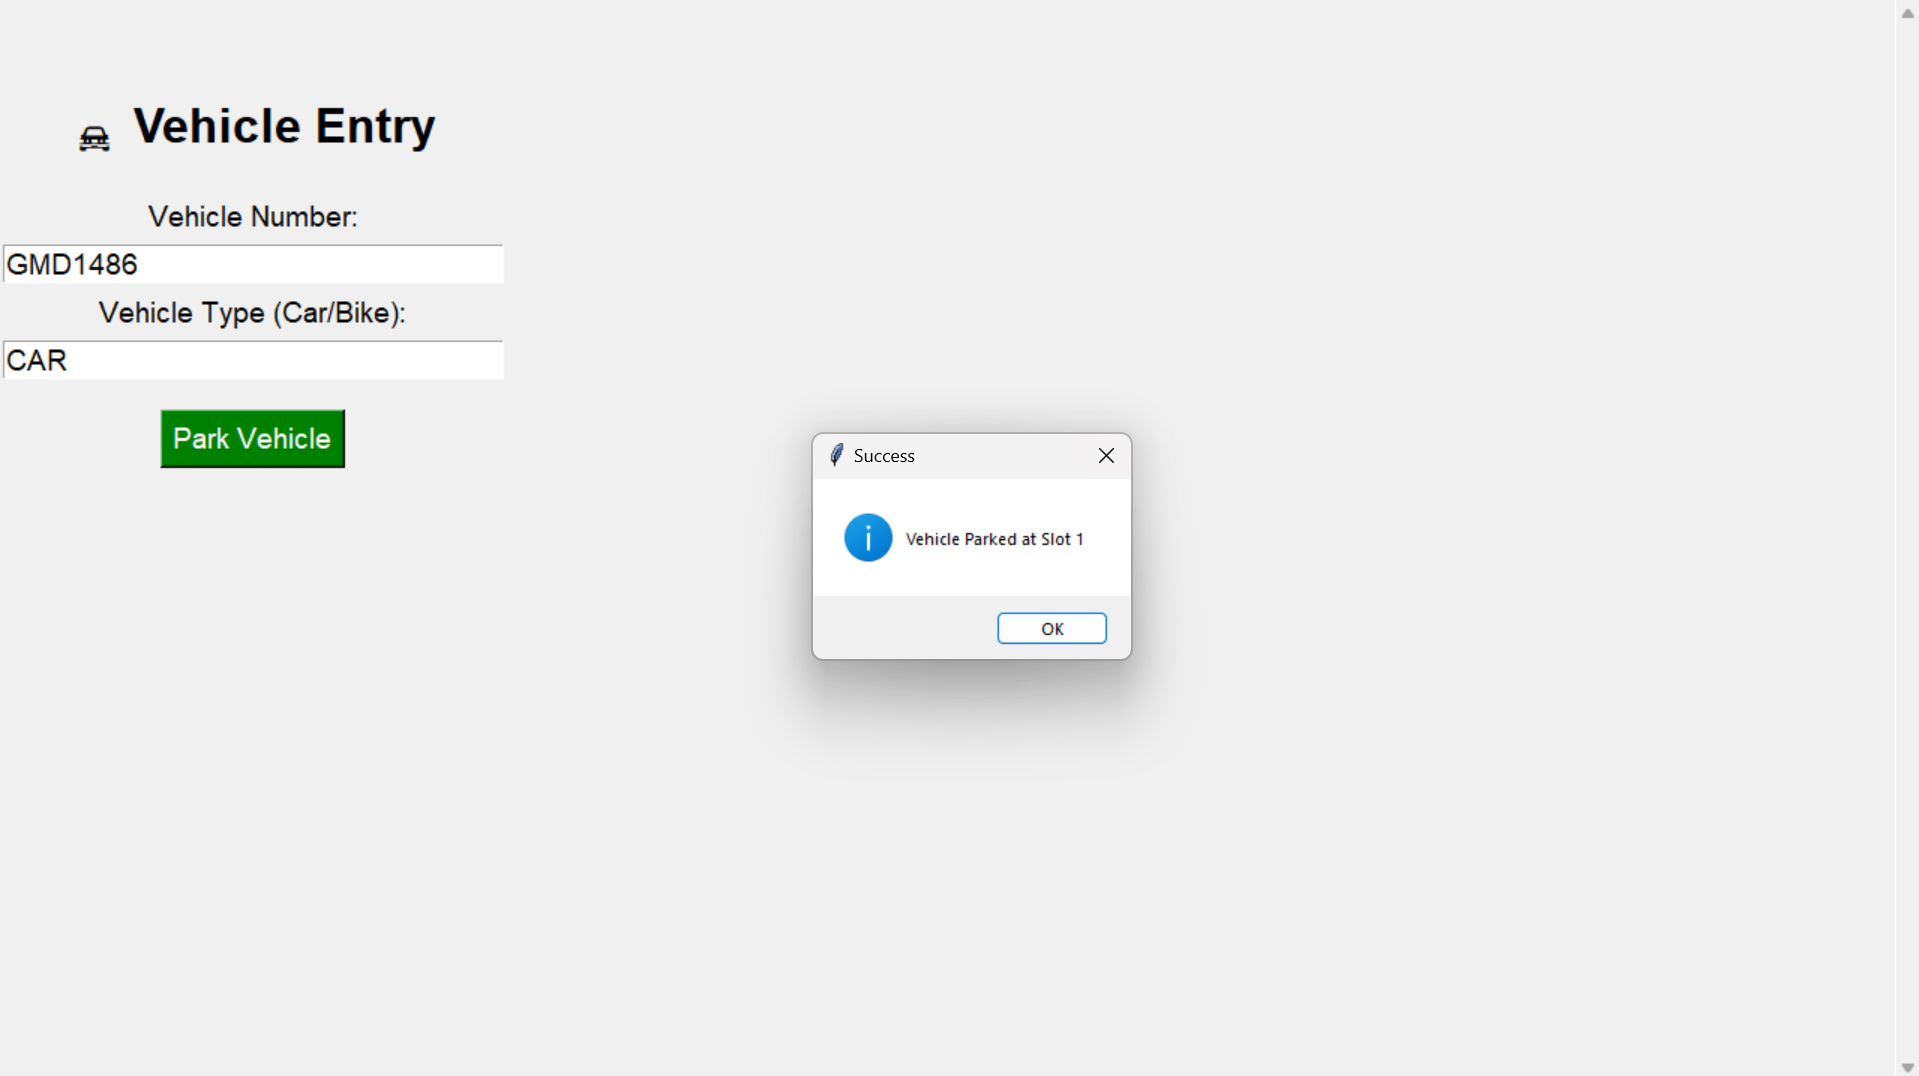 Vehicle Entry
Vehicle Number:
GMD1486
Vehicle Type (Car/Bike):
CAR
Park Vehicle
Success
Vehicle Parked at Slot 1
OK